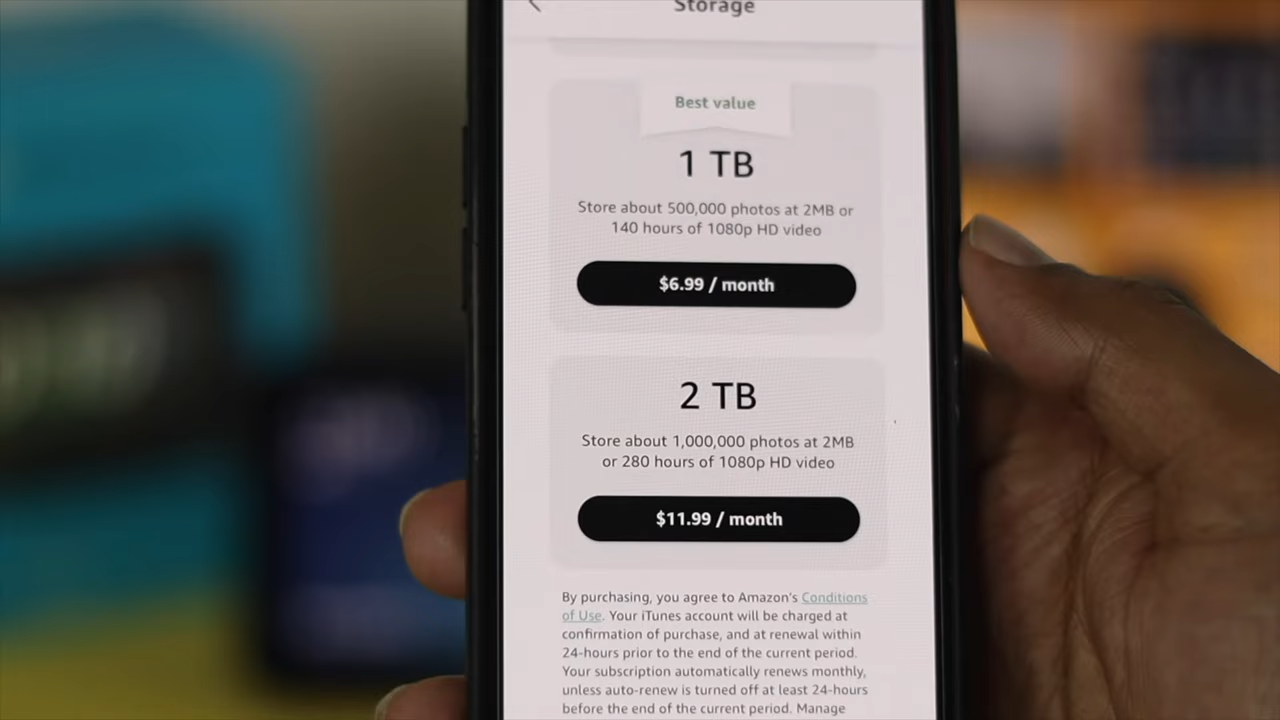 Storage
Best value
1 TB
Store about 500,000 photos at 2MB or
140 hours of 1080p HD video
$6.99 / month
2 TB
Store about 1,000,000 photos at 2MB
or 280 hours of 1080p HD video
$11.99 / month
By purchasing, you agree to Amazon's Conditions
of Use. Your iTunes account will be charged at
confirmation of purchase, and at renewal within
24-hours prior to the end of the current period.
Your subscription automatically renews monthly,
unless auto-renew is turned off at least 24-hours
before the end of the current period. Manage